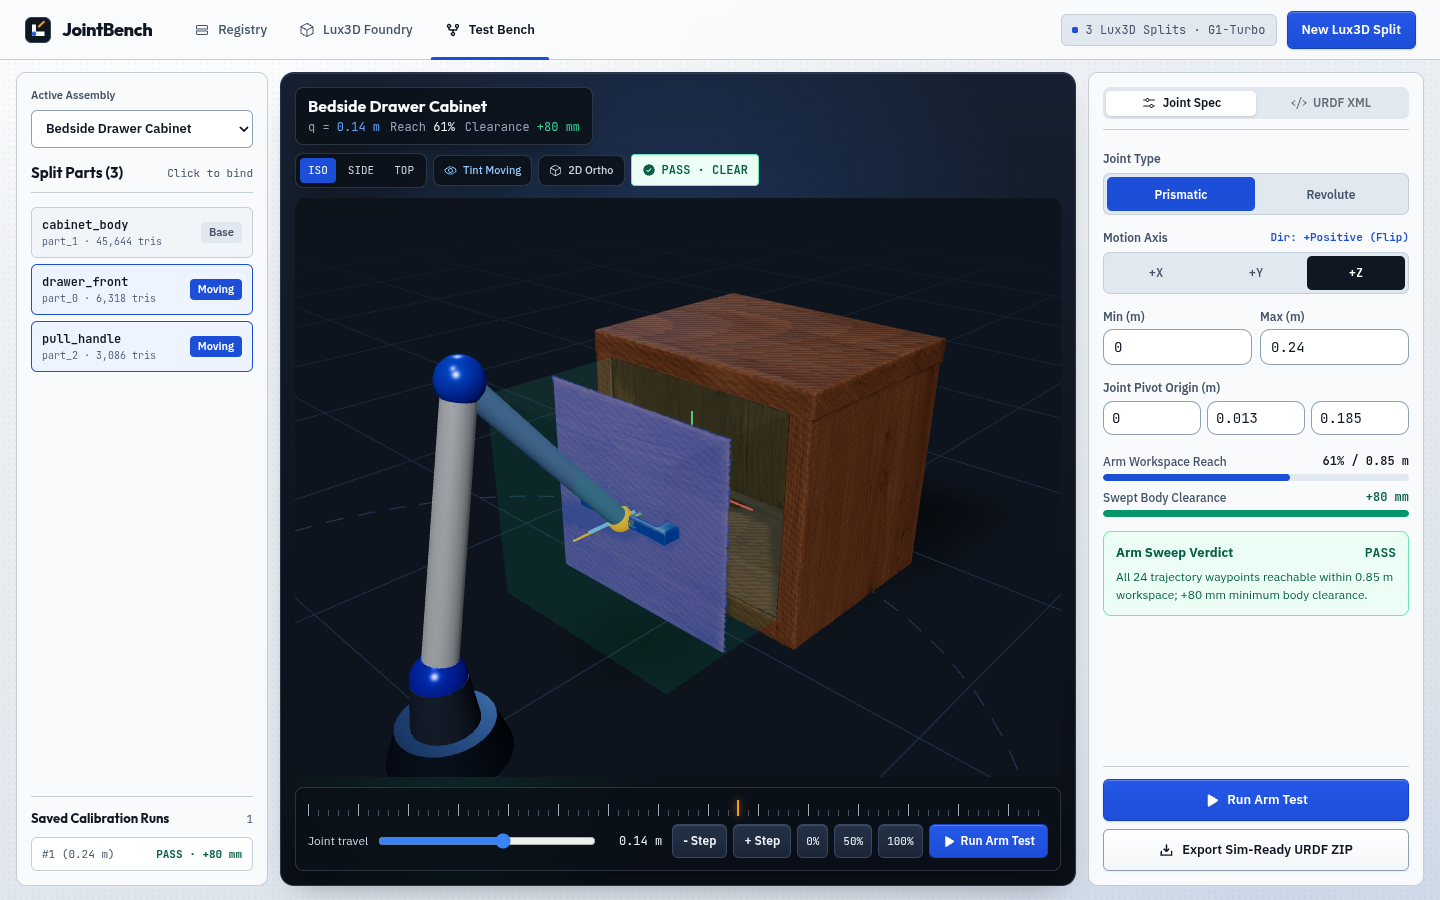 JointBench
Registry
Lux3D Foundry
Test Bench
3 Lux3D Splits · G1-Turbo
New Lux3D Split
Active Assembly
Bedside Drawer Cabinet
Split Parts (3)
Click to bind
cabinet_body
part_1 · 45,644 tris
Base
drawer_front
part_0 · 6,318 tris
Moving
pull_handle
part_2 · 3,086 tris
Moving
Saved Calibration Runs
1
#1 (0.24 m)
PASS · +80 mm
Bedside Drawer Cabinet
q = 0.14 m Reach 61% Clearance +80 mm
ISO
SIDE
TOP
Tint Moving
2D Ortho
PASS · CLEAR
Joint travel
0.14 m
- Step
+ Step
0%
50%
100%
Run Arm Test
Joint Spec
</> URDF XML
Joint Type
Prismatic
Revolute
Motion Axis
Dir: +Positive (Flip)
+X
+Y
+Z
Min (m)
Max (m)
0
0.24
Joint Pivot Origin (m)
0
0.013
0.185
Arm Workspace Reach
61% / 0.85 m
Swept Body Clearance
+80 mm
Arm Sweep Verdict
PASS
All 24 trajectory waypoints reachable within 0.85 m
workspace; +80 mm minimum body clearance.
Run Arm Test
Export Sim-Ready URDF ZIP